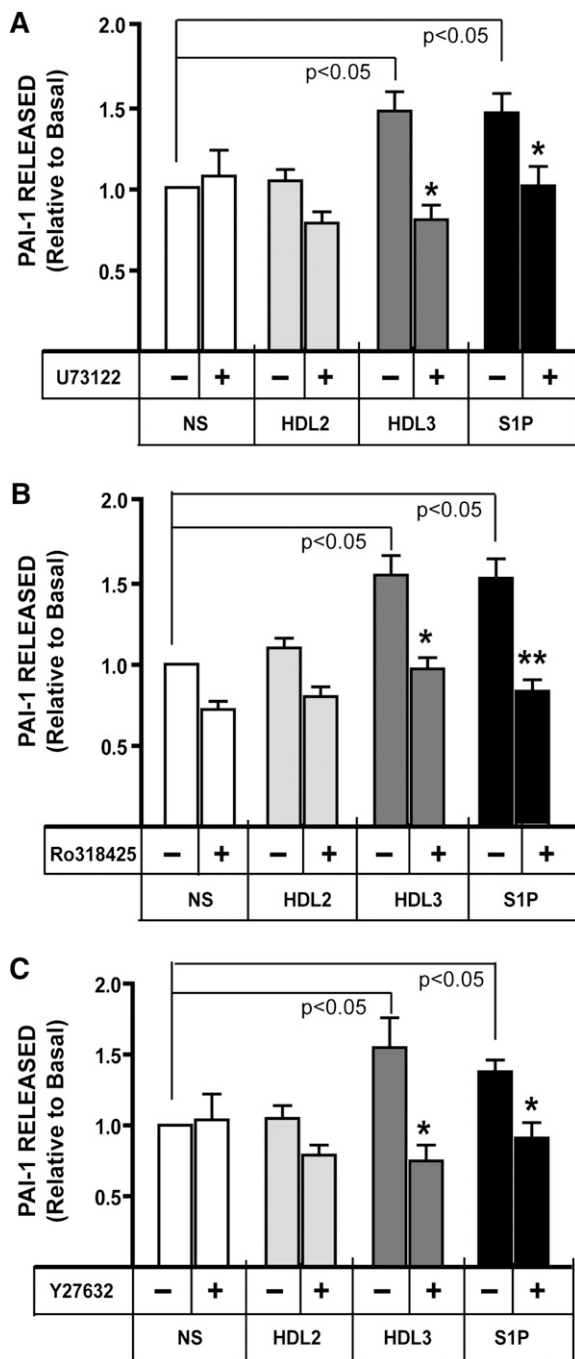 A
PAI-1 RELEASED
(Relative to Basal)
2.0
1.5
1.0
0.5
p<0.05
p<0.05
*
*
U73122 – + – + – + – +
NS HDL2 HDL3 S1P
B
PAI-1 RELEASED
(Relative to Basal)
2.0
1.5
1.0
0.5
p<0.05
p<0.05
*
**
Ro318425 – + – + – + – +
NS HDL2 HDL3 S1P
C
PAI-1 RELEASED
(Relative to Basal)
2.0
1.5
1.0
0.5
p<0.05
p<0.05
*
*
Y27632 – + – + – + – +
NS HDL2 HDL3 S1P